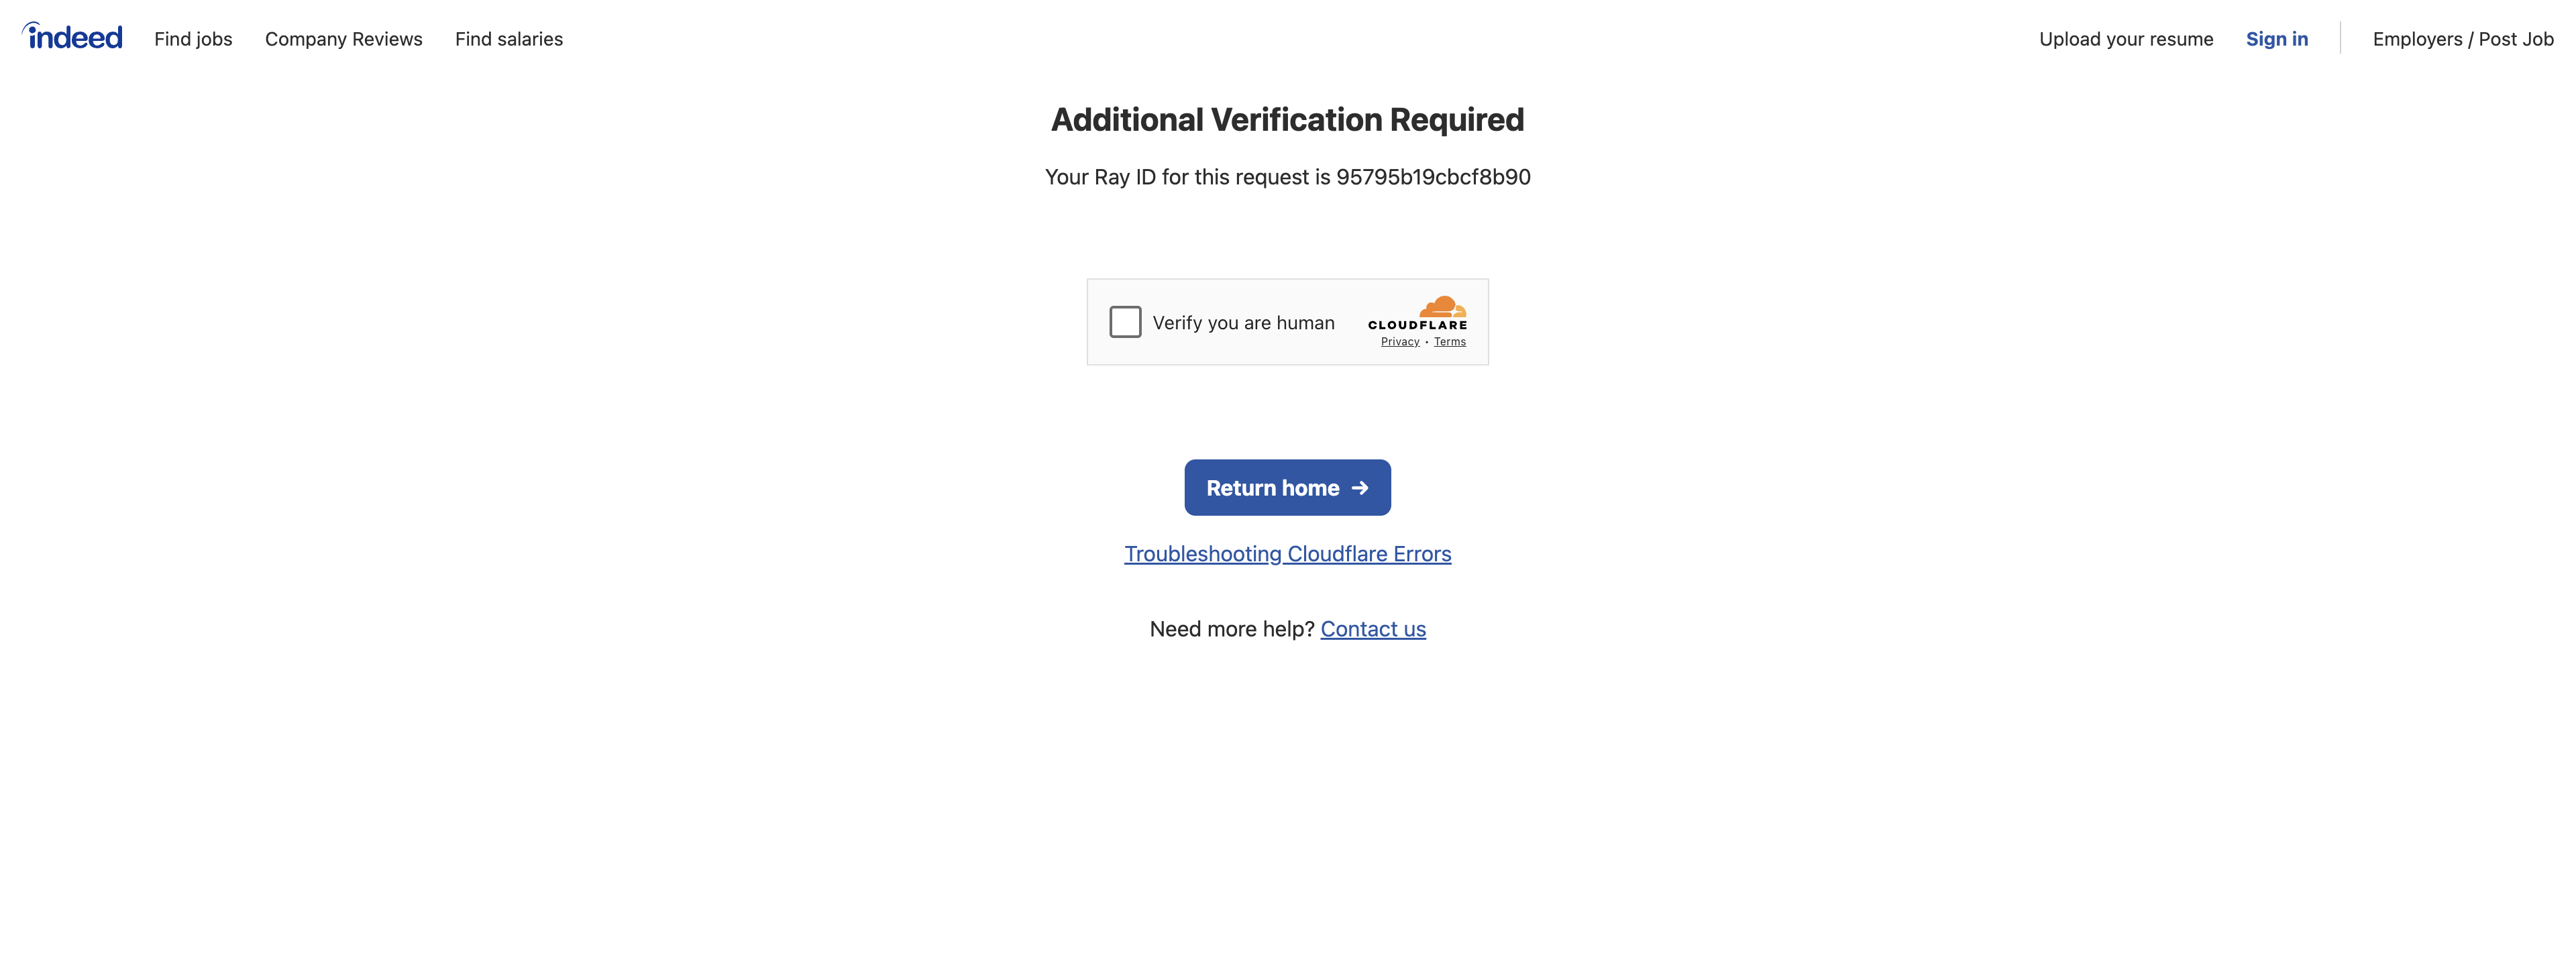 indeed Find jobs Company Reviews Find salaries Upload your resume Sign in Employers / Post Job
Additional Verification Required
Your Ray ID for this request is 95795b19cbcf8b90
Verify you are human
CLOUDFLARE
Privacy • Terms
Return home →
Troubleshooting Cloudflare Errors
Need more help? Contact us